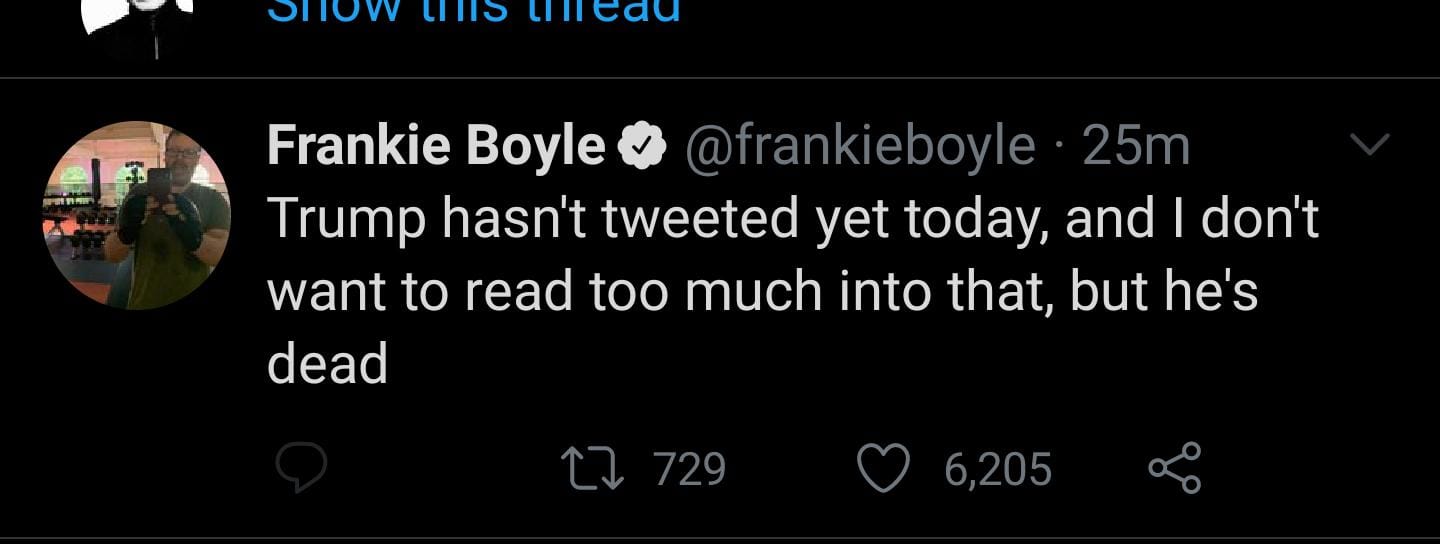 Show this thread
Frankie Boyle @frankieboyle · 25m
Trump hasn't tweeted yet today, and I don't
want to read too much into that, but he's
dead
729 6,205